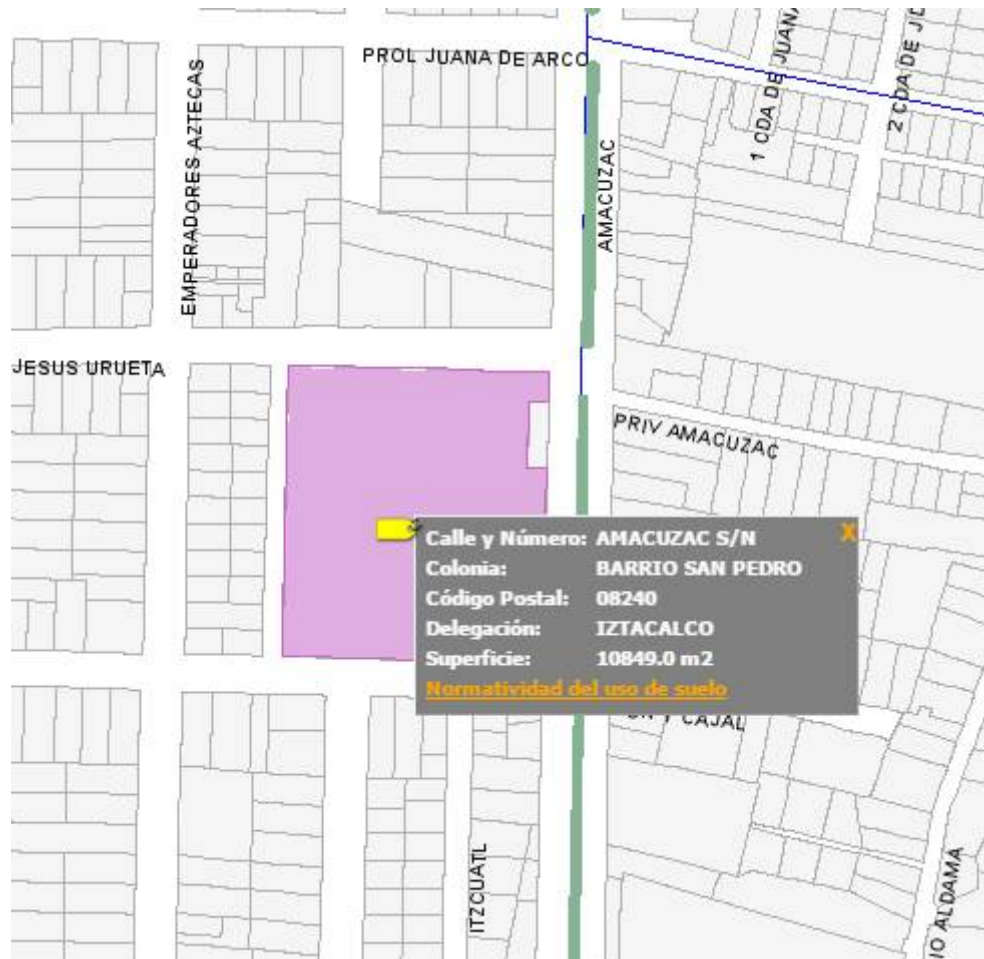 PROL JUANA DE ARCO
1 CDA DE JUANA
2 CDA DE
EMPERADORES AZTECAS
AMACUZAC
JESUS URUETA
PRIV AMACUZAC
X
Calle y Número: AMACUZAC S/N
Colonia: BARRIO SAN PEDRO
Código Postal: 08240
Delegación: IZTACALCO
Superficie: 10849.0 m2
Normatividad del uso de suelo
Y CAJAL
ITZCUATL
IO ALDAMA